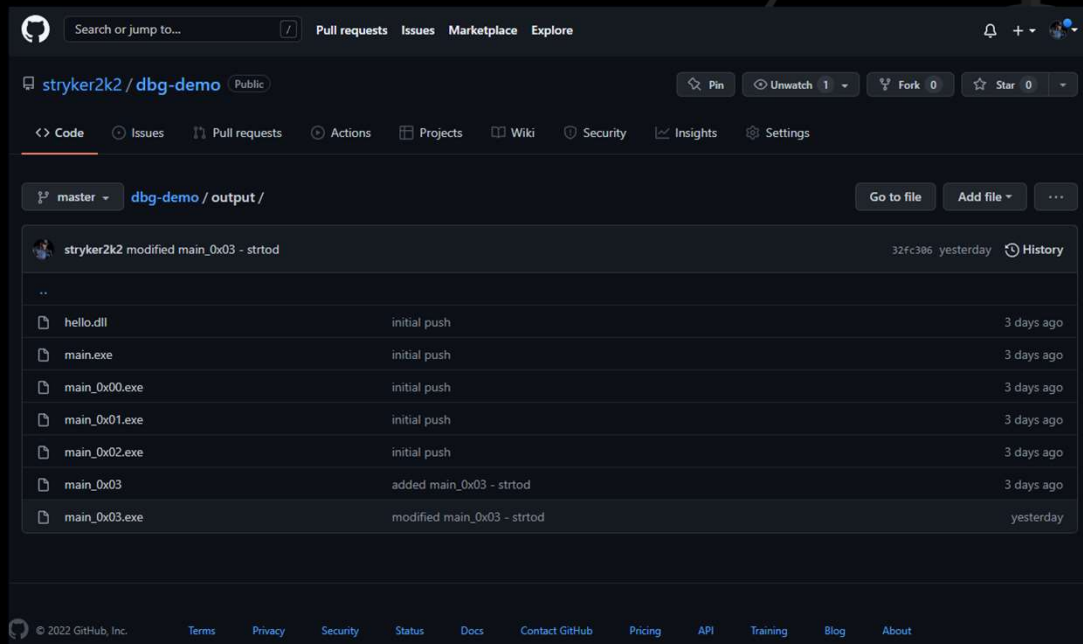 Search or jump to... / Pull requests Issues Marketplace Explore
stryker2k2 / dbg-demo Public Pin Unwatch 1 Fork 0 Star 0
<> Code Issues Pull requests Actions Projects Wiki Security Insights Settings
master dbg-demo / output / Go to file Add file ...
stryker2k2 modified main_0x03 - strtod 32fc306 yesterday History
..
hello.dll initial push 3 days ago
main.exe initial push 3 days ago
main_0x00.exe initial push 3 days ago
main_0x01.exe initial push 3 days ago
main_0x02.exe initial push 3 days ago
main_0x03 added main_0x03 - strtod 3 days ago
main_0x03.exe modified main_0x03 - strtod yesterday
© 2022 GitHub, Inc. Terms Privacy Security Status Docs Contact GitHub Pricing API Training Blog About